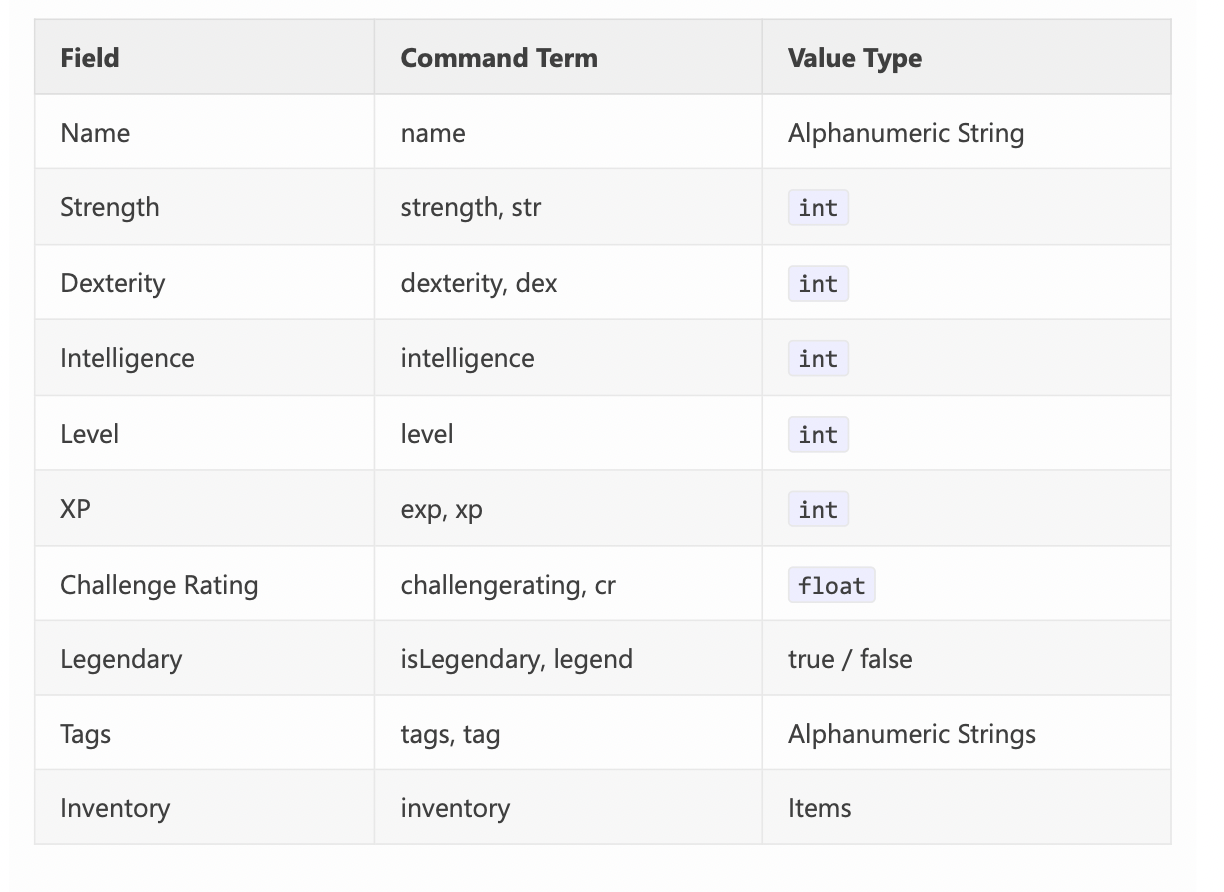 Field Command Term Value Type
Name name Alphanumeric String
Strength strength, str int
Dexterity dexterity, dex int
Intelligence intelligence int
Level level int
XP exp, xp int
Challenge Rating challengerating, cr float
Legendary isLegendary, legend true / false
Tags tags, tag Alphanumeric Strings
Inventory inventory Items